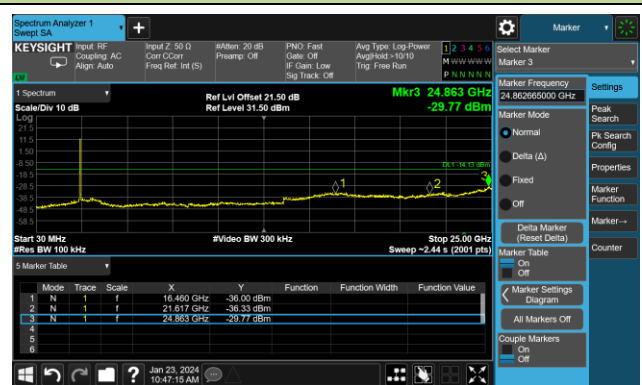 Spectrum Analyzer 1
Swept SA
+
Marker
KEYSIGHT
Input: RF
Coupling: AC
Align: Auto
Input Z: 50 Ω
Corr CCorr
Freq Ref: Int (S)
#Atten: 20 dB
Preamp: Off
PNO: Fast
Gate: Off
IF Gain: Low
Sig Track: Off
Avg Type: Log-Power
Avg|Hold:>10/10
Trig: Free Run
1 2 3 4 5 6
M W W W W W
P N N N N N
LXI
Select Marker
Marker 3
1 Spectrum
Scale/Div 10 dB
Ref Lvl Offset 21.50 dB
Ref Level 31.50 dBm
Mkr3 24.863 GHz
-29.77 dBm
Log
21.5
11.5
1.50
-8.50
-18.5
-28.5
-38.5
-48.5
-58.5
DL1 -14.13 dBm
1
2
3
Start 30 MHz
#Res BW 100 kHz
#Video BW 300 kHz
Stop 25.00 GHz
Sweep ~2.44 s (2001 pts)
5 Marker Table
Mode Trace Scale X Y Function Function Width Function Value
1 N 1 f 16.460 GHz -36.00 dBm
2 N 1 f 21.617 GHz -36.33 dBm
3 N 1 f 24.863 GHz -29.77 dBm
4
5
6
Marker Frequency
24.862665000 GHz
Marker Mode
Normal
Delta (Δ)
Fixed
Off
Delta Marker
(Reset Delta)
Marker Table
On
Off
Marker Settings
Diagram
All Markers Off
Couple Markers
On
Off
Settings
Peak
Search
Pk Search
Config
Properties
Marker
Function
Marker→
Counter
?
Jan 23, 2024
10:47:15 AM